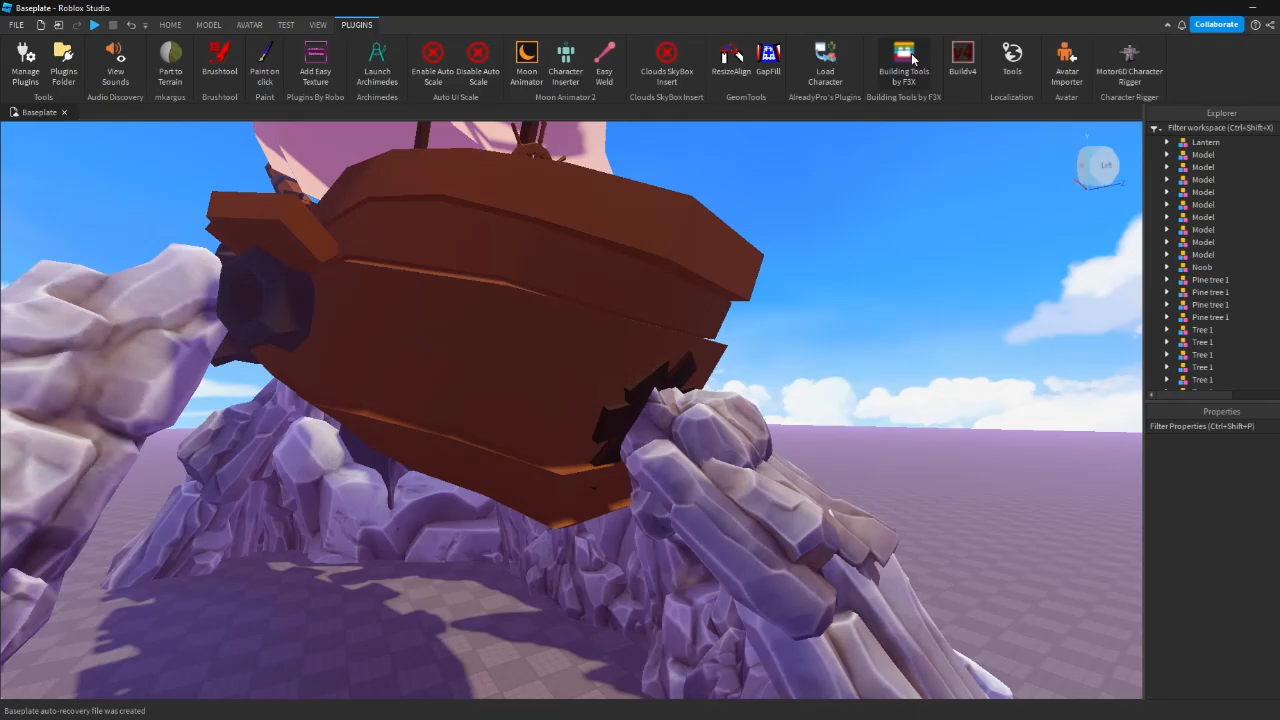 Baseplate - Roblox Studio
FILE HOME MODEL AVATAR TEST VIEW PLUGINS Collaborate
Manage Plugins
Plugins Folder
View Sounds
Part to Terrain
Brushtool
Paint on click
Add Easy Texture
Launch Archimedes
Enable Auto Scale
Disable Auto Scale
Moon Animator
Character Inserter
Easy Weld
Clouds SkyBox Insert
ResizeAlign
GapFill
Load Character
Building Tools by F3X
v4
Buildv4
Tools
Avatar Importer
Motor6D Character Rigger
Tools Audio Discovery mkargus Brushtool Paint Plugins By Robo Archimedes Auto UI Scale Moon Animator 2 Clouds SkyBox Insert GeomTools AlreadyPro's Plugins Building Tools by F3X Localization Avatar Character Rigger
Baseplate
Left
Explorer
Filter workspace (Ctrl+Shift+X)
Lantern
Model
Model
Model
Model
Model
Model
Model
Model
Model
Noob
Pine tree 1
Pine tree 1
Pine tree 1
Pine tree 1
Tree 1
Tree 1
Tree 1
Tree 1
Tree 1
Properties
Filter Properties (Ctrl+Shift+P)
Baseplate auto-recovery file was created